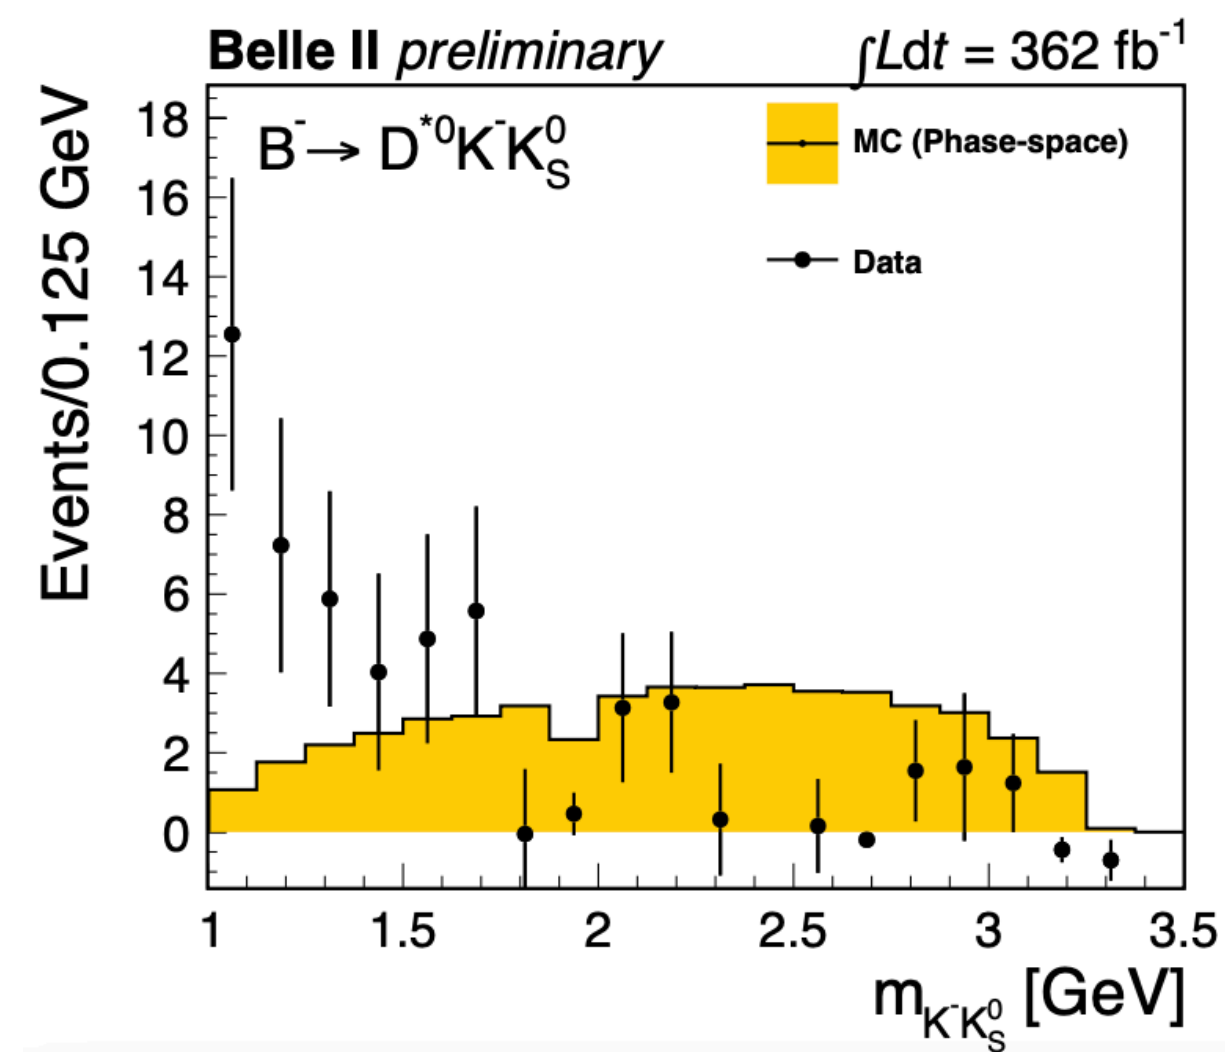 Belle II preliminary
∫Ldt = 362 fb⁻¹
Events/0.125 GeV
B⁻ → D*⁰K⁻K⁰S
MC (Phase-space)
Data
18
16
14
12
10
8
6
4
2
0
1 1.5 2 2.5 3 3.5
mK⁻K⁰S [GeV]